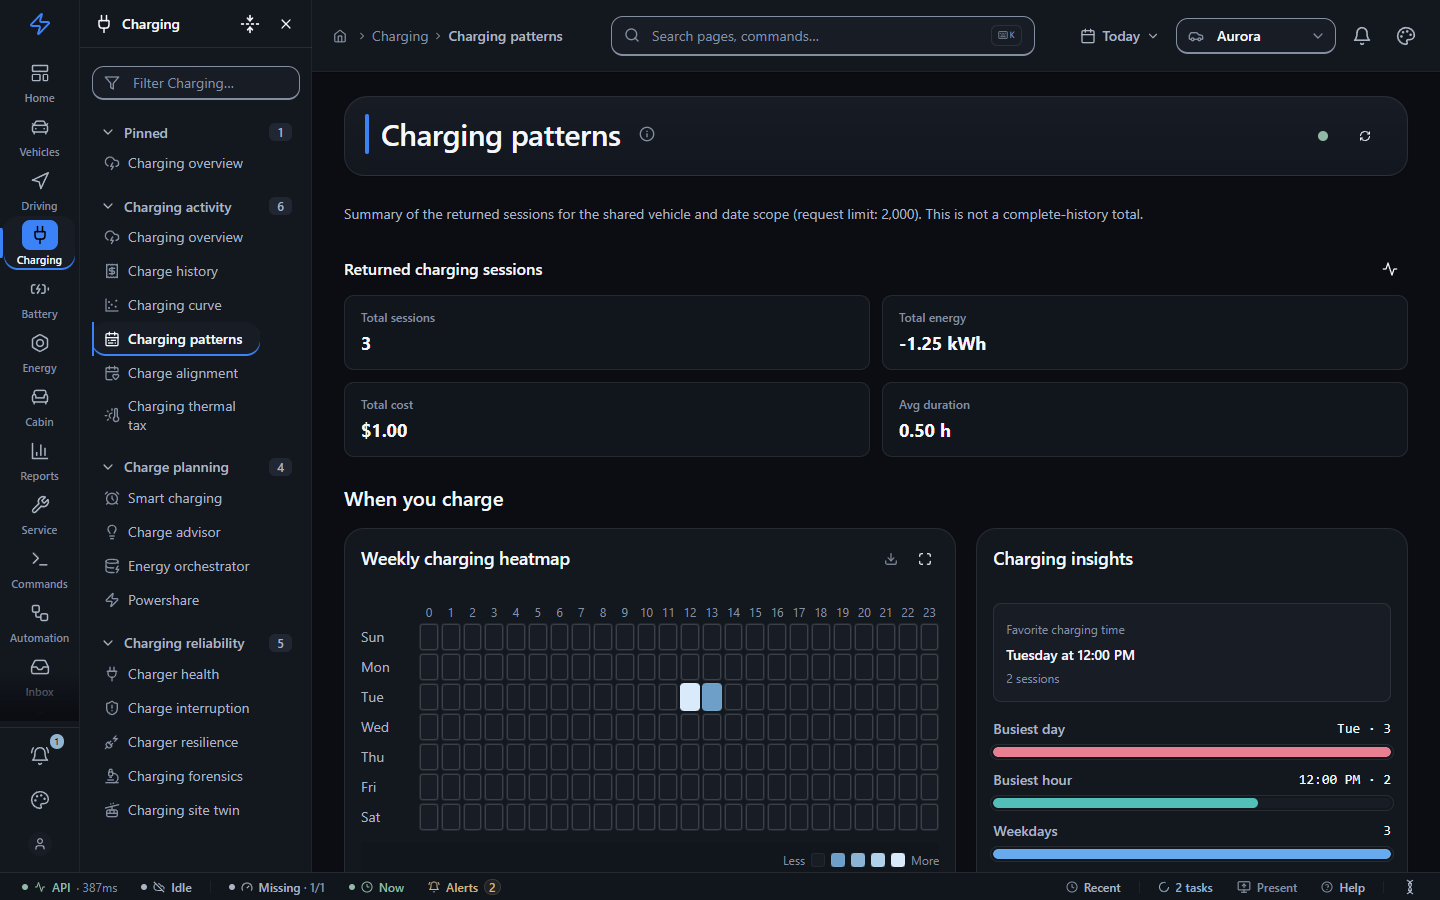 Charging
Charging
Charging patterns
Search pages, commands...
K
Today
Aurora
Home
Vehicles
Driving
Charging
Battery
Energy
Cabin
Reports
Service
Commands
Automation
Inbox
1
Filter Charging...
Pinned 1
Charging overview
Charging activity 6
Charging overview
Charge history
Charging curve
Charging patterns
Charge alignment
Charging thermal
tax
Charge planning 4
Smart charging
Charge advisor
Energy orchestrator
Powershare
Charging reliability 5
Charger health
Charge interruption
Charger resilience
Charging forensics
Charging site twin
Charging patterns
Summary of the returned sessions for the shared vehicle and date scope (request limit: 2,000). This is not a complete-history total.
Returned charging sessions
Total sessions
3
Total energy
-1.25 kWh
Total cost
$1.00
Avg duration
0.50 h
When you charge
Weekly charging heatmap
0 1 2 3 4 5 6 7 8 9 10 11 12 13 14 15 16 17 18 19 20 21 22 23
Sun
Mon
Tue
Wed
Thu
Fri
Sat
Less More
Charging insights
Favorite charging time
Tuesday at 12:00 PM
2 sessions
Busiest day Tue · 3
Busiest hour 12:00 PM · 2
Weekdays 3
API · 387ms
Idle
Missing · 1/1
Now
Alerts 2
Recent
2 tasks
Present
Help